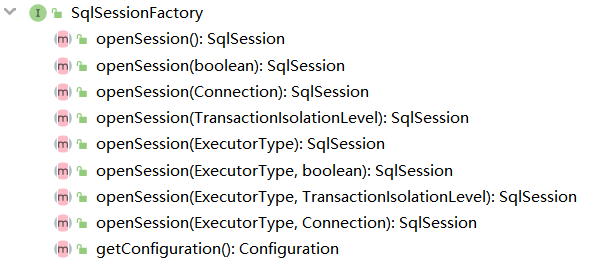 I SqlSessionFactory
m openSession(): SqlSession
m openSession(boolean): SqlSession
m openSession(Connection): SqlSession
m openSession(TransactionIsolationLevel): SqlSession
m openSession(ExecutorType): SqlSession
m openSession(ExecutorType, boolean): SqlSession
m openSession(ExecutorType, TransactionIsolationLevel): SqlSession
m openSession(ExecutorType, Connection): SqlSession
m getConfiguration(): Configuration